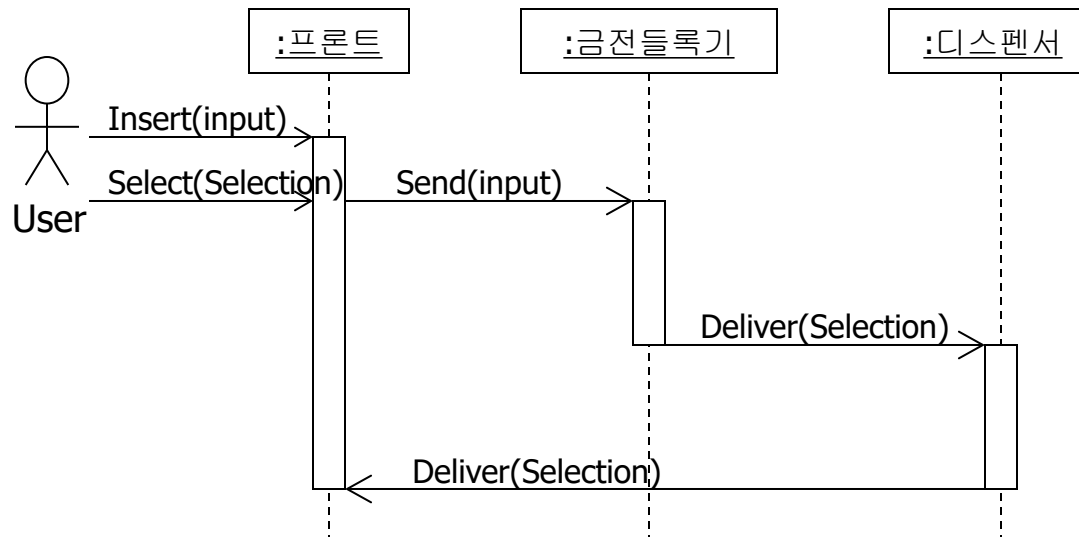 :프론트
:금전들록기
:디스펜서
Insert(input)
Select(Selection)
Send(input)
User
Deliver(Selection)
Deliver(Selection)